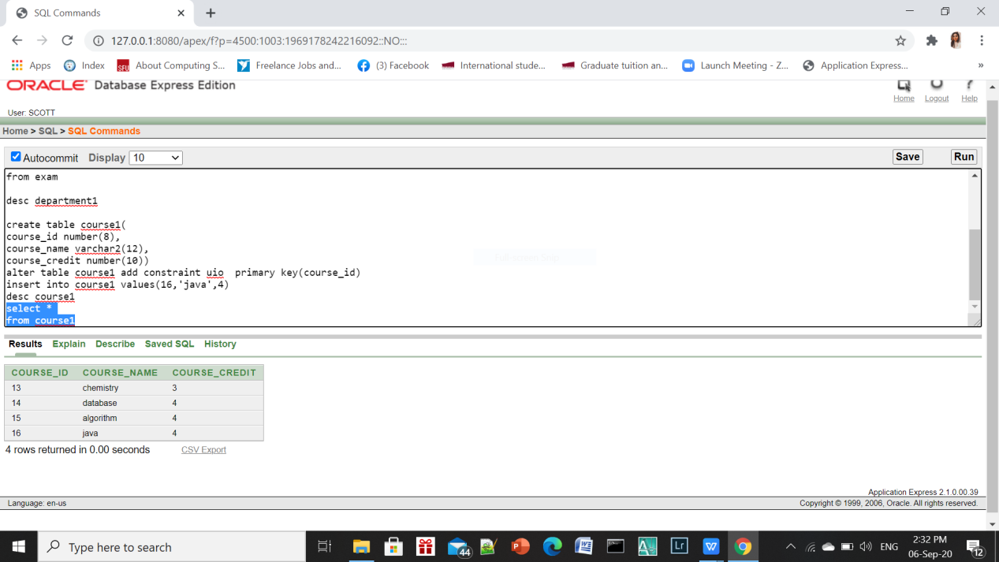 SQL Commands
127.0.0.1:8080/apex/f?p=4500:1003:1969178242216092::NO:::
Apps Index SFU About Computing S... Freelance Jobs and... (3) Facebook International stude... Graduate tuition an... Launch Meeting - Z... Application Express... »
ORACLE Database Express Edition
Home Logout Help
User: SCOTT
Home > SQL > SQL Commands
Autocommit Display 10 Save Run
from exam
desc department1
create table course1(
course_id number(8),
course_name varchar2(12),
course_credit number(10))
alter table course1 add constraint uio  primary key(course_id)
insert into course1 values(16,'java',4)
desc course1
select *
from course1
Results Explain Describe Saved SQL History
COURSE_ID COURSE_NAME COURSE_CREDIT
13 chemistry 3
14 database 4
15 algorithm 4
16 java 4
4 rows returned in 0.00 seconds CSV Export
Application Express 2.1.0.00.39
Language: en-us Copyright © 1999, 2006, Oracle. All rights reserved.
Type here to search 44 Lr W ENG 2:32 PM
06-Sep-20 12